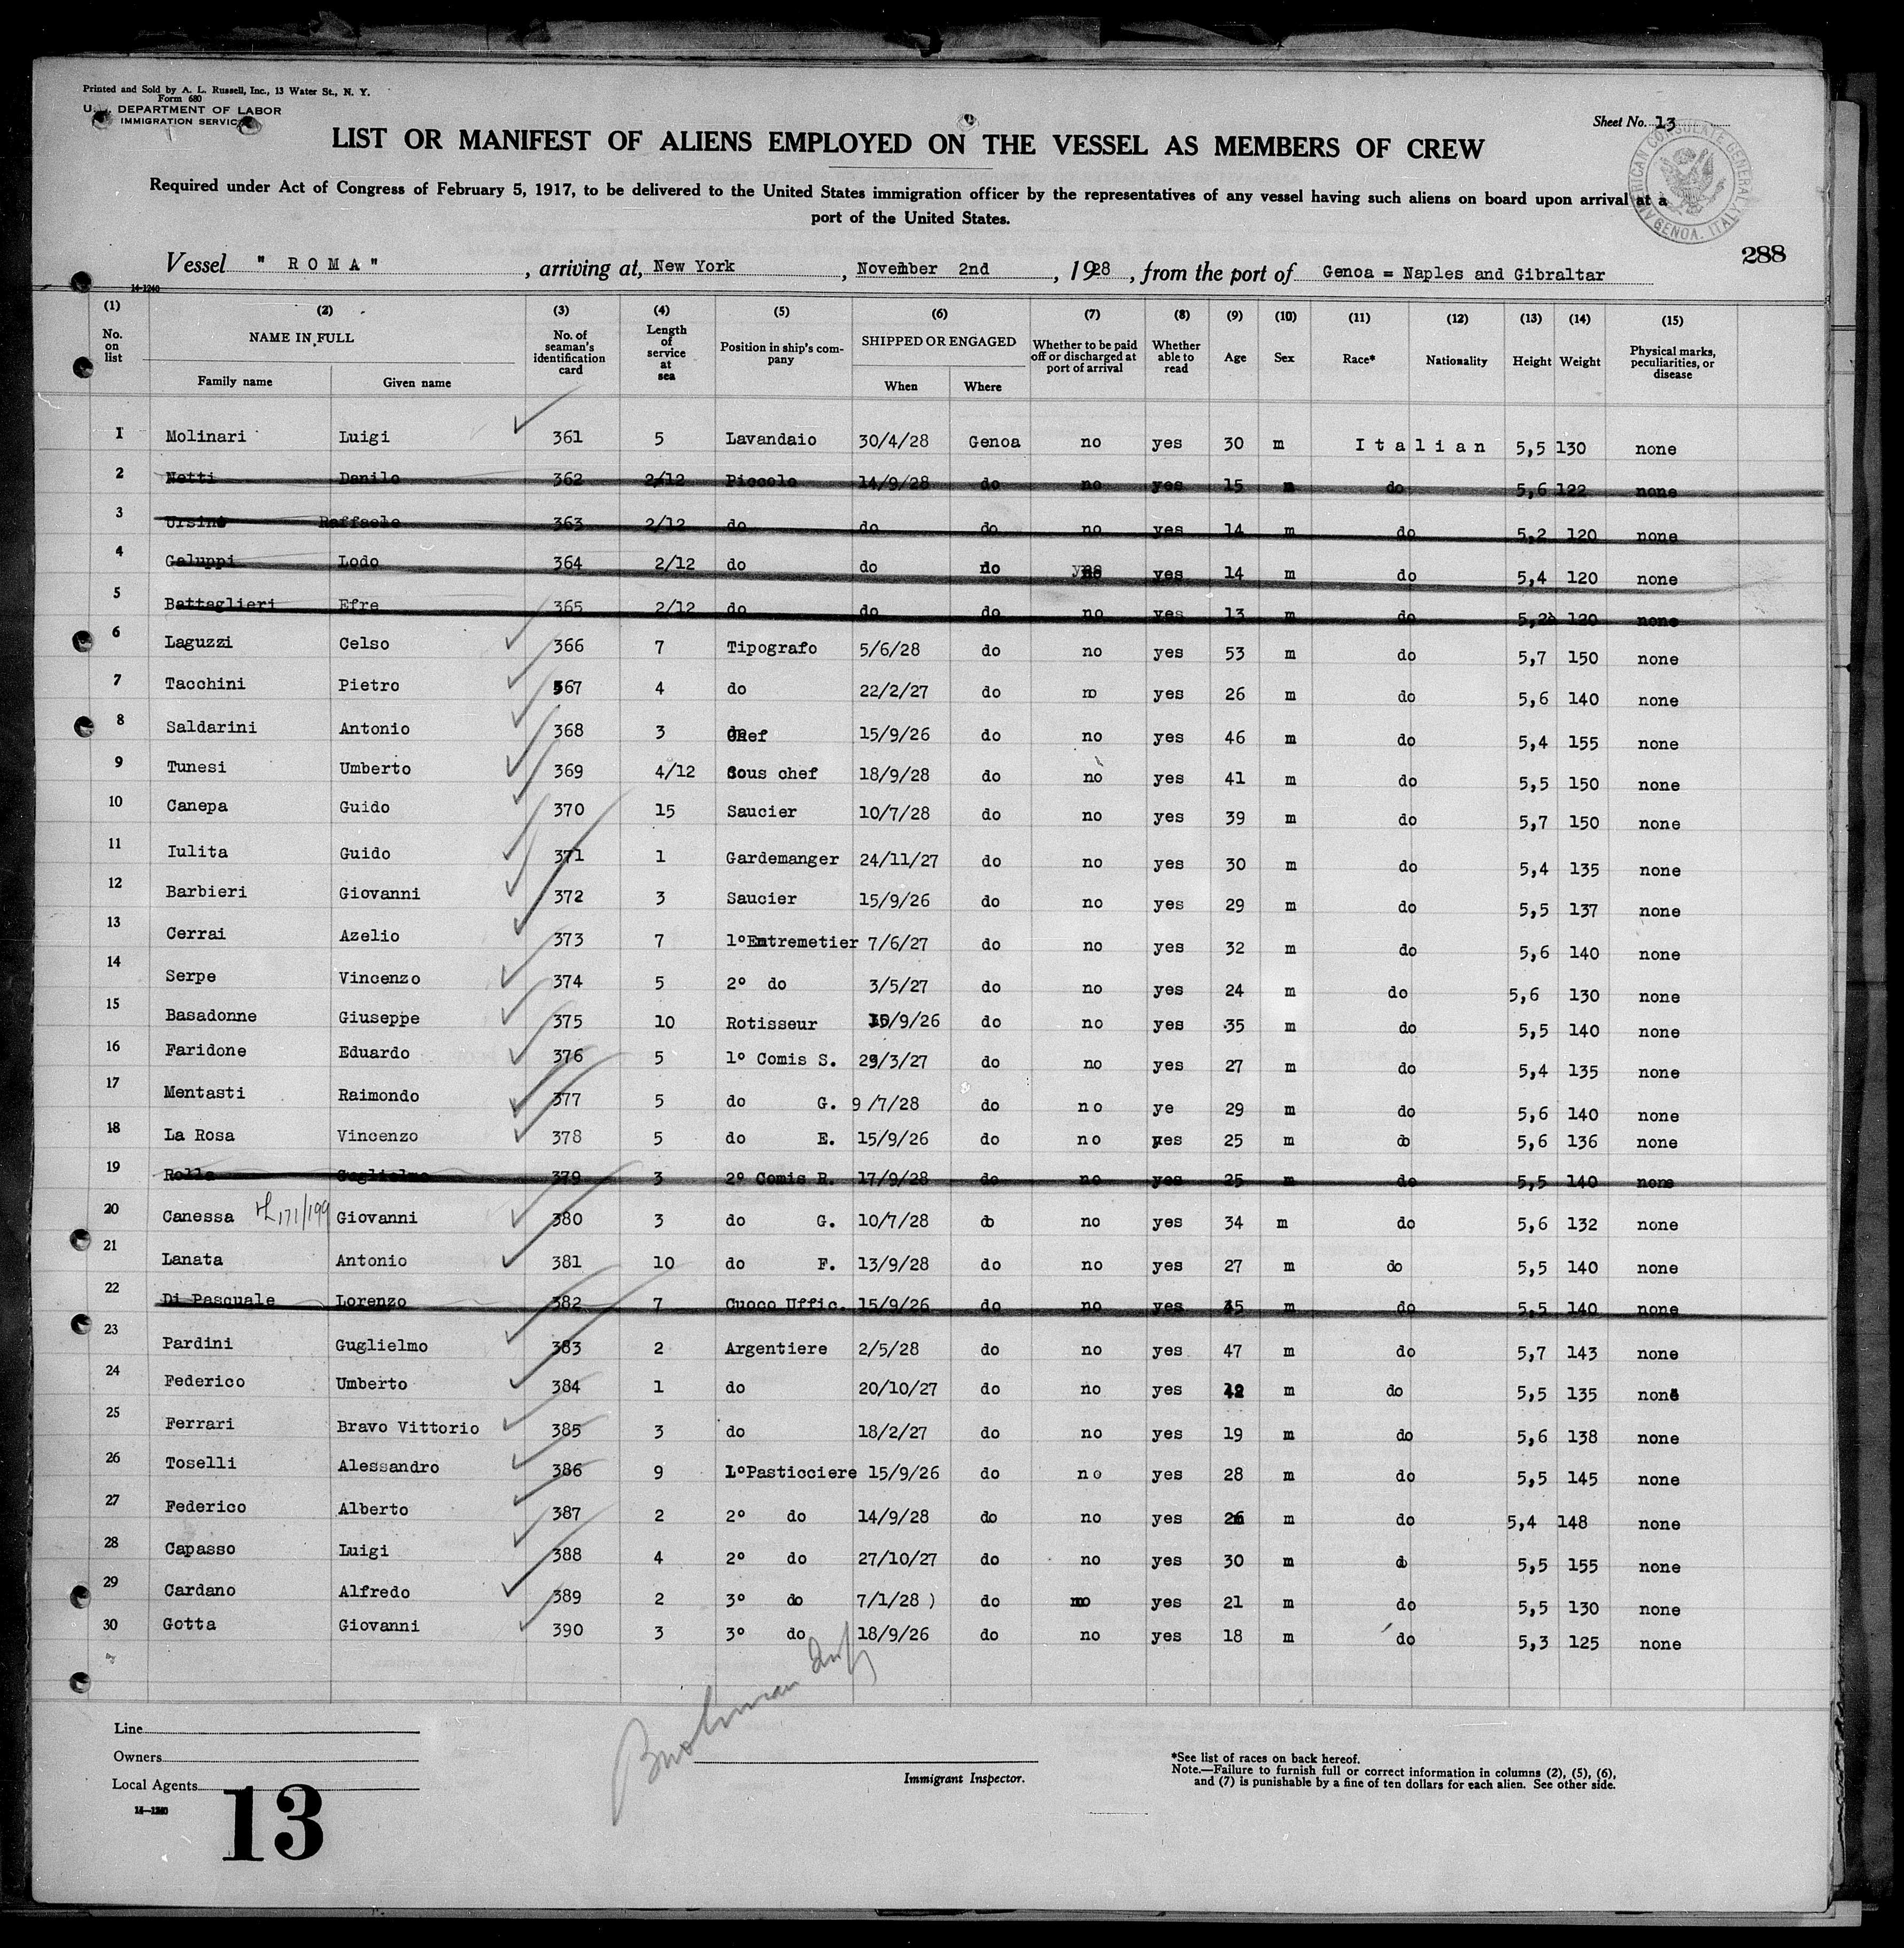 Printed and Sold by A. L. Russell, Inc., 13 Water St., N. Y.
Form 680
U. DEPARTMENT OF LABOR
IMMIGRATION SERVICE
Sheet No. 13
LIST OR MANIFEST OF ALIENS EMPLOYED ON THE VESSEL AS MEMBERS OF CREW
AMERICAN CONSULATE GENERAL GENOA, ITALY
Required under Act of Congress of February 5, 1917, to be delivered to the United States immigration officer by the representatives of any vessel having such aliens on board upon arrival at a
port of the United States.
288
Vessel " R O M A ", arriving at, New York, November 2nd, 1928, from the port of Genoa = Naples and Gibraltar
14-1240
(1) (2) (3) (4) (5) (6) (7) (8) (9) (10) (11) (12) (13) (14) (15)
No. on list NAME IN FULL No. of seaman's identification card Length of service at sea Position in ship's company SHIPPED OR ENGAGED Whether to be paid off or discharged at port of arrival Whether able to read Age Sex Race* Nationality Height Weight Physical marks, peculiarities, or disease
Family name Given name When Where
I Molinari Luigi 361 5 Lavandaio 30/4/28 Genoa no yes 30 m I t a l i a n 5,5 130 none
2 Netti Danilo 362 2/12 Piccolo 14/9/28 do no yes 15 m do 5,6 122 none
3 Ursino Raffaele 363 2/12 do do do no yes 14 m do 5,2 120 none
4 Galuppi Lodo 364 2/12 do do do yes 14 m do 5,4 120 none
5 Battaglieri Efre 365 2/12 do do do no yes 13 m do 5,2 120 none
6 Laguzzi Celso 366 7 Tipografo 5/6/28 do no yes 53 m do 5,7 150 none
7 Tacchini Pietro 367 4 do 22/2/27 do no yes 26 m do 5,6 140 none
8 Saldarini Antonio 368 3 Chef 15/9/26 do no yes 46 m do 5,4 155 none
9 Tunesi Umberto 369 4/12 Sous chef 18/9/28 do no yes 41 m do 5,5 150 none
10 Canepa Guido 370 15 Saucier 10/7/28 do no yes 39 m do 5,7 150 none
11 Iulita Guido 371 1 Gardemanger 24/11/27 do no yes 30 m do 5,4 135 none
12 Barbieri Giovanni 372 3 Saucier 15/9/26 do no yes 29 m do 5,5 137 none
13 Cerrai Azelio 373 7 1ºEntremetier 7/6/27 do no yes 32 m do 5,6 140 none
14 Serpe Vincenzo 374 5 2º do 3/5/27 do no yes 24 m do 5,6 130 none
15 Basadonne Giuseppe 375 10 Rotisseur 15/9/26 do no yes 35 m do 5,5 140 none
16 Faridone Eduardo 376 5 1º Comis S. 29/3/27 do no yes 27 m do 5,4 135 none
17 Mentasti Raimondo 377 5 do G. 9 /7/28 do no ye 29 m do 5,6 140 none
18 La Rosa Vincenzo 378 5 do E. 15/9/26 do no yes 25 m do 5,6 136 none
19 Rolla Guglielmo 379 3 2º Comis R. 17/9/28 do no yes 25 m do 5,5 140 none
20 Canessa 171/199 Giovanni 380 3 do G. 10/7/28 do no yes 34 m do 5,6 132 none
21 Lanata Antonio 381 10 do F. 13/9/28 do no yes 27 m do 5,5 140 none
22 Di Pascuale Lorenzo 382 7 Cuoco Uffic. 15/9/26 do no yes 35 m do 5,5 140 none
23 Pardini Guglielmo 383 2 Argentiere 2/5/28 do no yes 47 m do 5,7 143 none
24 Federico Umberto 384 1 do 20/10/27 do no yes m do 5,5 135 none
25 Ferrari Bravo Vittorio 385 3 do 18/2/27 do no yes 19 m do 5,6 138 none
26 Toselli Alessandro 386 9 1ºPasticciere 15/9/26 do no yes 28 m do 5,5 145 none
27 Federico Alberto 387 2 2º do 14/9/28 do no yes 26 m do 5,4 148 none
28 Capasso Luigi 388 4 2º do 27/10/27 do no yes 30 m do 5,5 155 none
29 Cardano Alfredo 389 2 3º do 7/1/28 ) do no yes 21 m do 5,5 130 none
30 Gotta Giovanni 390 3 3º do 18/9/26 do no yes 18 m do 5,3 125 none
Line
Owners
Local Agents
14-1240
13
Immigrant Inspector.
*See list of races on back hereof.
Note.—Failure to furnish full or correct information in columns (2), (5), (6),
and (7) is punishable by a fine of ten dollars for each alien. See other side.